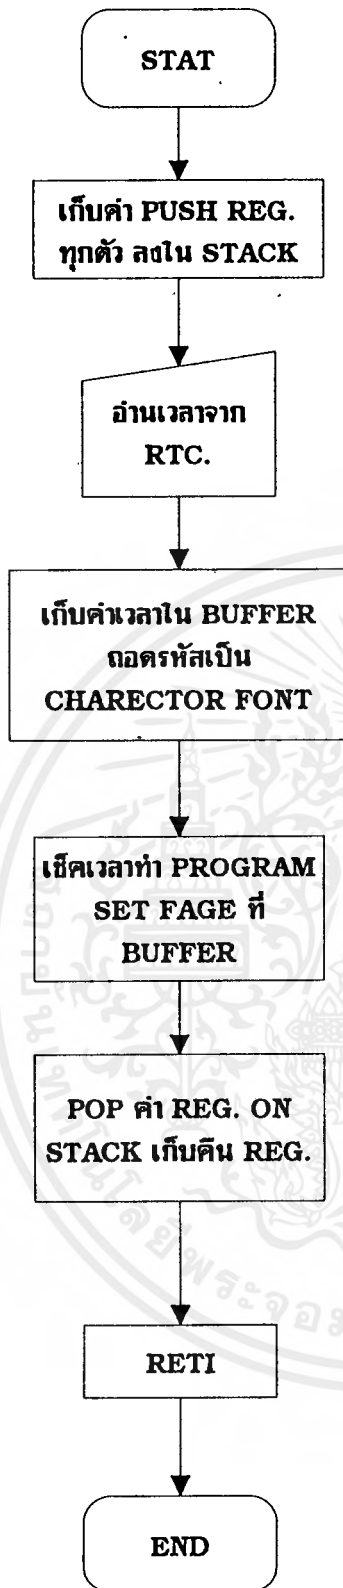 STAT
เก็บค่า PUSH REG.
ทุกตัว ลงใน STACK
อ่านเวลาจาก
RTC.
เก็บค่าเวลาใน BUFFER
ถอดรหัสเป็น
CHARECTOR FONT
เช็คเวลาทำ PROGRAM
SET FAGE ที่
BUFFER
POP ค่า REG. ON
STACK เก็บคืน REG.
RETI
END